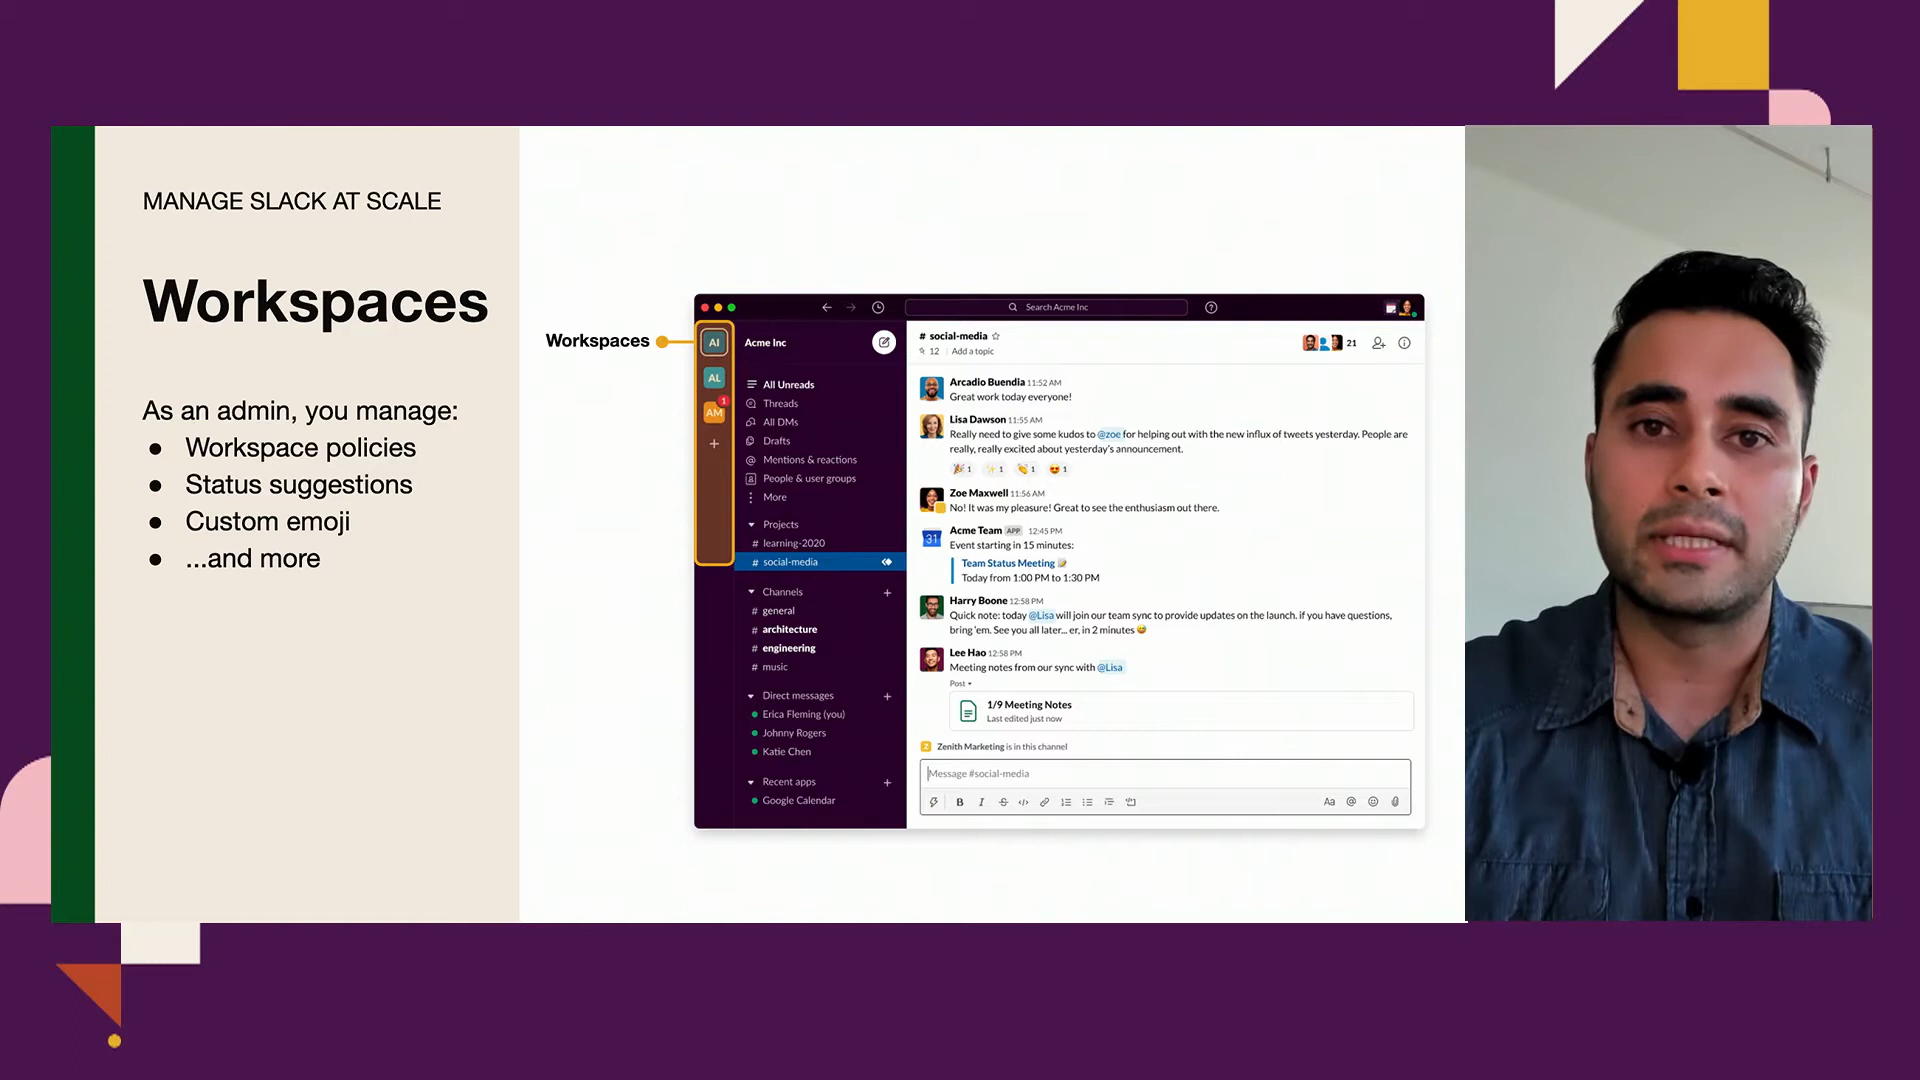 MANAGE SLACK AT SCALE
Workspaces
As an admin, you manage:
● Workspace policies
● Status suggestions
● Custom emoji
● ...and more
Workspaces
Search Acme Inc
AI
AL
AM
1
+
Acme Inc
All Unreads
Threads
All DMs
Drafts
Mentions & reactions
People & user groups
More
Projects
# learning-2020
# social-media
Channels +
# general
# architecture
# engineering
# music
Direct messages +
Erica Fleming (you)
Johnny Rogers
Katie Chen
Recent apps +
Google Calendar
# social-media
12 | Add a topic
21
Arcadio Buendia 11:52 AM
Great work today everyone!
Lisa Dawson 11:55 AM
Really need to give some kudos to @zoe for helping out with the new influx of tweets yesterday. People are
really, really excited about yesterday's announcement.
1 1 1 1
Zoe Maxwell 11:56 AM
No! It was my pleasure! Great to see the enthusiasm out there.
31
Acme Team APP 12:45 PM
Event starting in 15 minutes:
Team Status Meeting
Today from 1:00 PM to 1:30 PM
Harry Boone 12:58 PM
Quick note: today @Lisa will join our team sync to provide updates on the launch. if you have questions,
bring 'em. See you all later... er, in 2 minutes
Lee Hao 12:58 PM
Meeting notes from our sync with @Lisa
Post
1/9 Meeting Notes
Last edited just now
Z Zenith Marketing is in this channel
Message #social-media
B I S </> Aa @